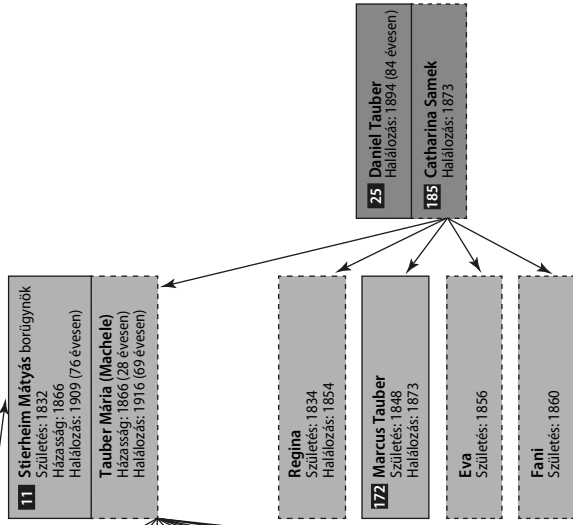 25 Daniel Tauber
Halálozás: 1894 (84 évesen)
185 Catharina Samek
Halálozás: 1873
11 Stierheim Mátyás borügynök
Születés: 1832
Házasság: 1866
Halálozás: 1909 (76 évesen)
Tauber Mária (Machele)
Házasság: 1866 (28 évesen)
Halálozás: 1916 (69 évesen)
Regina
Születés: 1834
Halálozás: 1854
172 Marcus Tauber
Születés: 1848
Halálozás: 1873
Eva
Születés: 1856
Fani
Születés: 1860